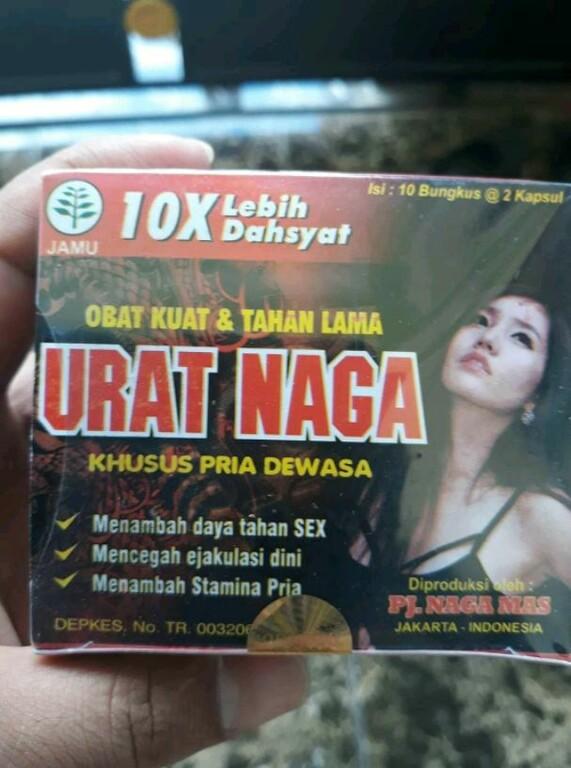 JAMU
10X Lebih Dahsyat
Isi : 10 Bungkus @ 2 Kapsul
OBAT KUAT & TAHAN LAMA
URAT NAGA
KHUSUS PRIA DEWASA
Menambah daya tahan SEX
Mencegah ejakulasi dini
Menambah Stamina Pria
Diproduksi oleh :
PJ. NAGA MAS
JAKARTA - INDONESIA
DEPKES. No. TR.